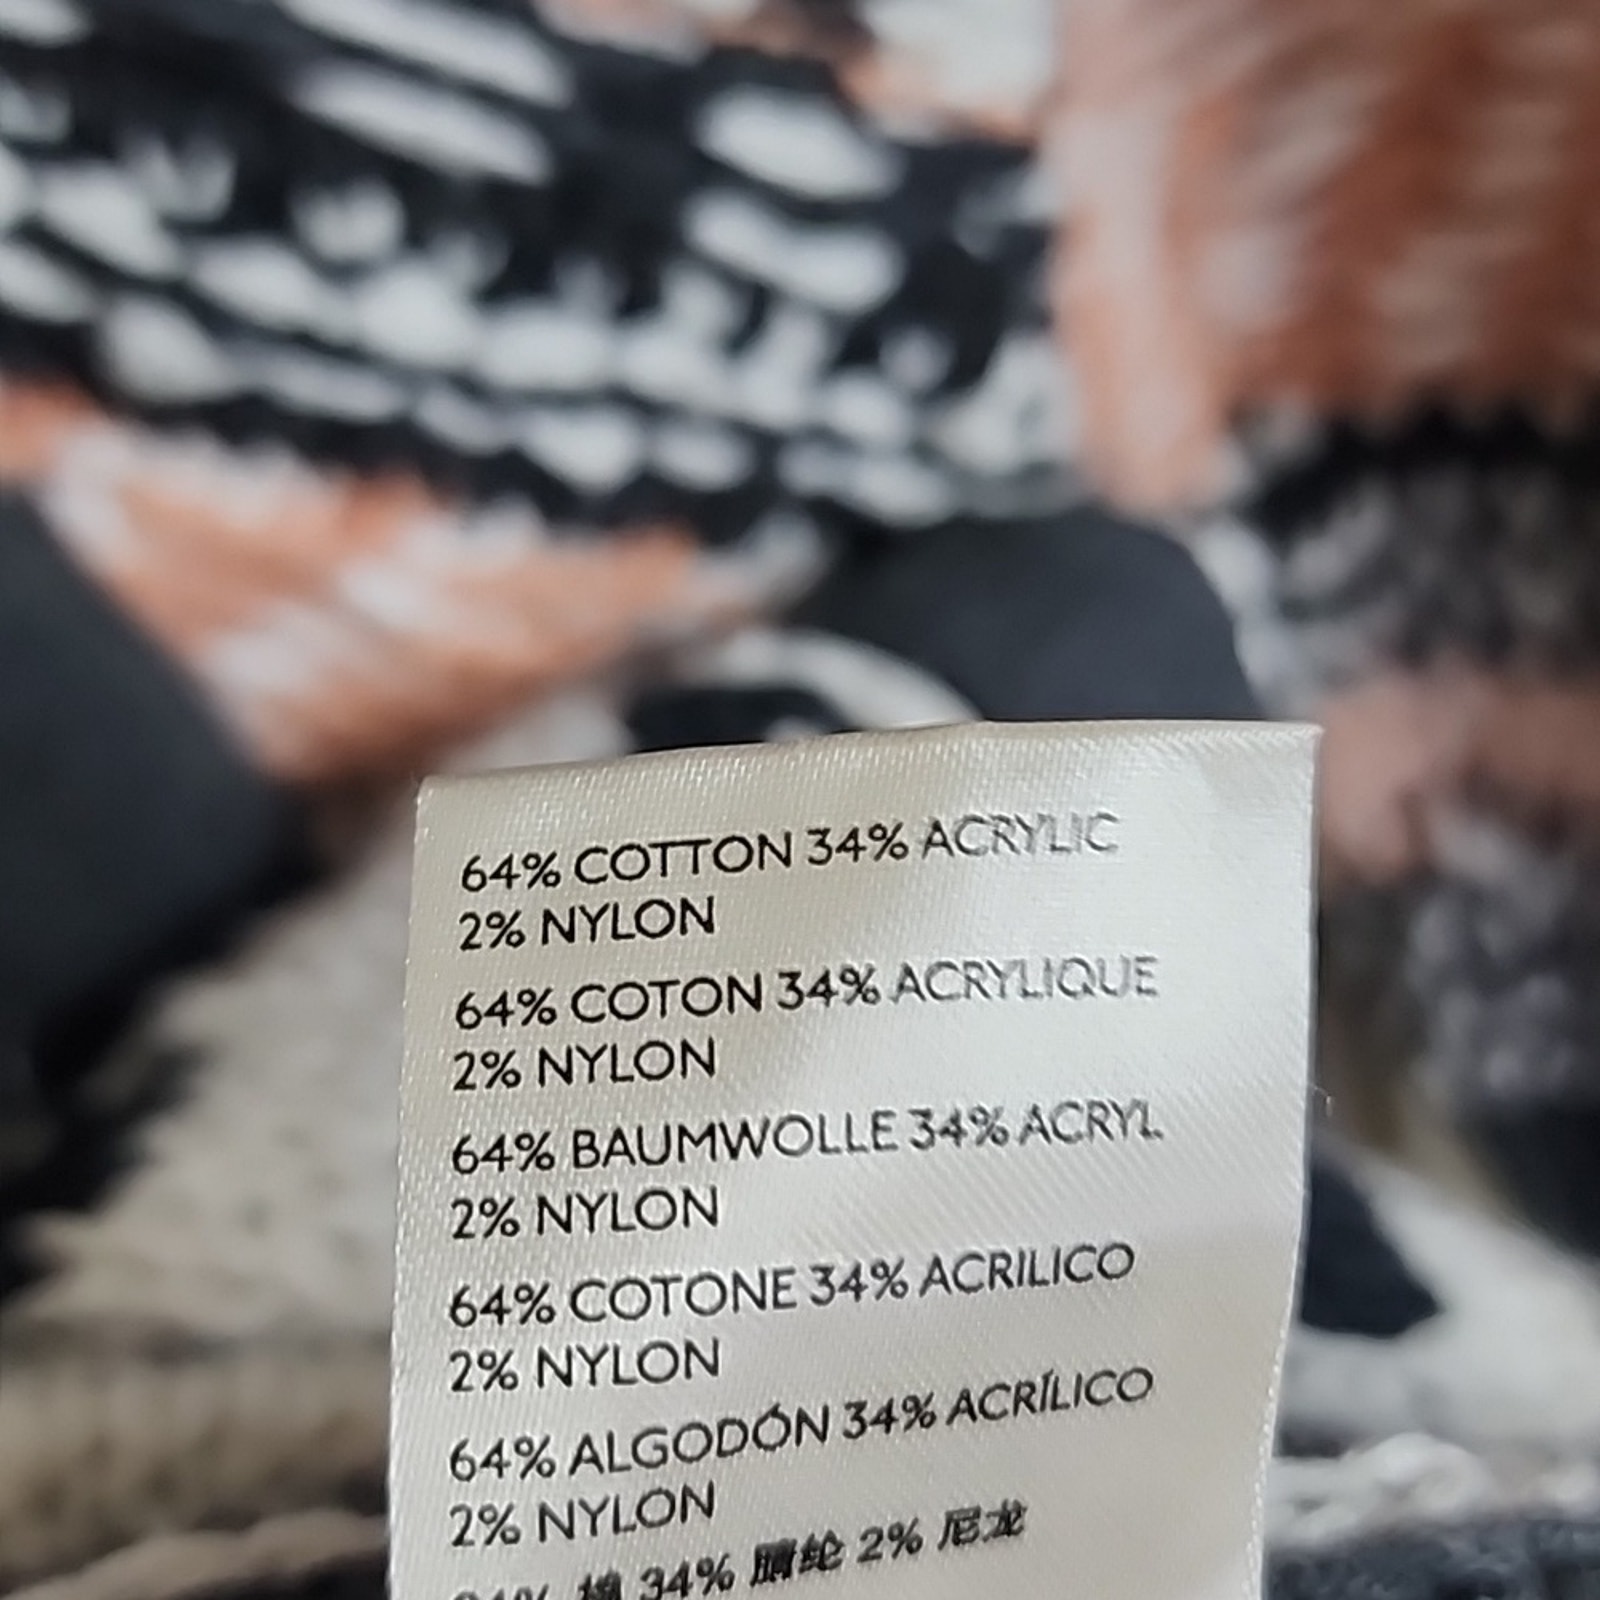 64% COTTON 34% ACRYLIC
2% NYLON
64% COTON 34% ACRYLIQUE
2% NYLON
64% BAUMWOLLE 34% ACRYL
2% NYLON
64% COTONE 34% ACRILICO
2% NYLON
64% ALGODÓN 34% ACRÍLICO
2% NYLON
34% 腈纶 2% 尼龙